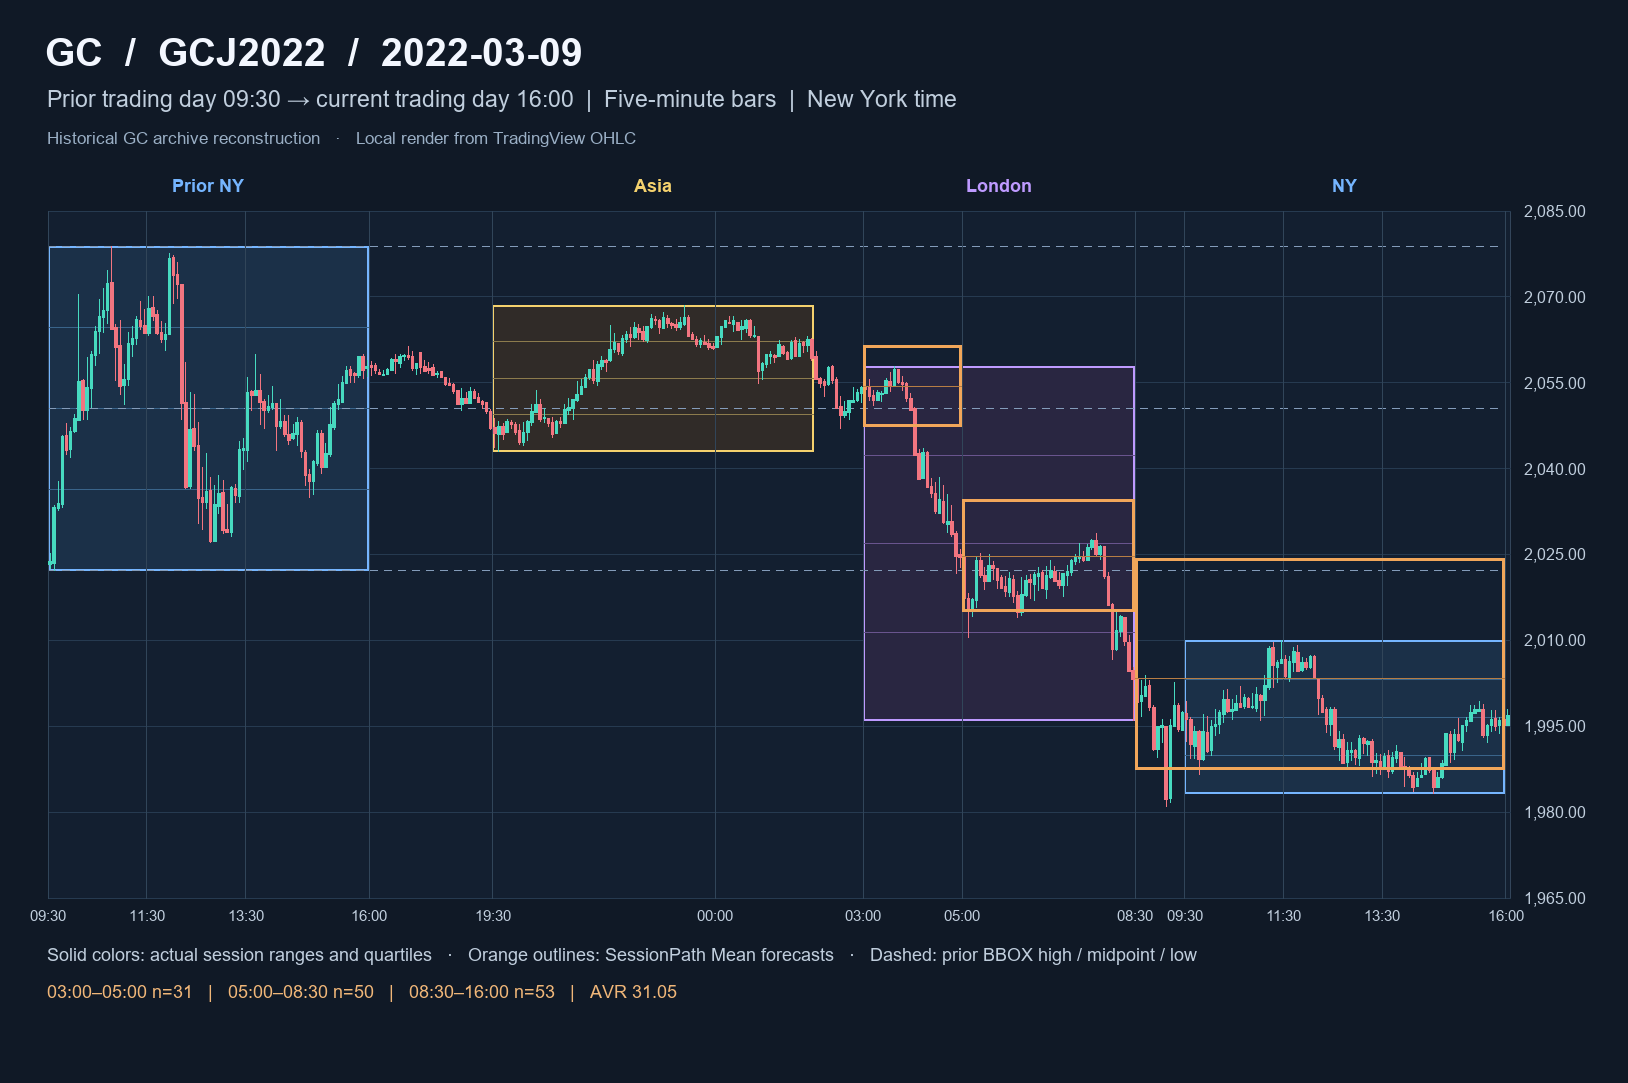 GC / GCJ2022 / 2022-03-09
Prior trading day 09:30 → current trading day 16:00 | Five-minute bars | New York time
Historical GC archive reconstruction · Local render from TradingView OHLC
Prior NY Asia London NY
2,085.00
2,070.00
2,055.00
2,040.00
2,025.00
2,010.00
1,995.00
1,980.00
1,965.00
09:30 11:30 13:30 16:00 19:30 00:00 03:00 05:00 08:30 09:30 11:30 13:30 16:00
Solid colors: actual session ranges and quartiles · Orange outlines: SessionPath Mean forecasts · Dashed: prior BBOX high / midpoint / low
03:00–05:00 n=31 | 05:00–08:30 n=50 | 08:30–16:00 n=53 | AVR 31.05